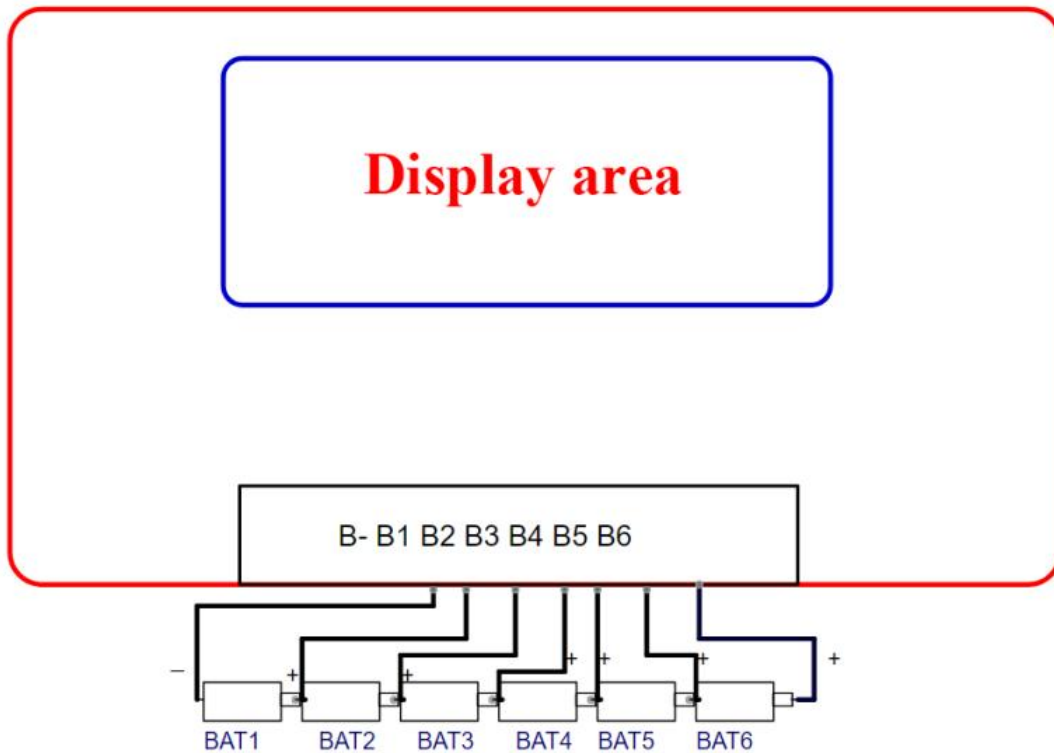 Display area
B- B1 B2 B3 B4 B5 B6
– + + + + + +
BAT1 BAT2 BAT3 BAT4 BAT5 BAT6